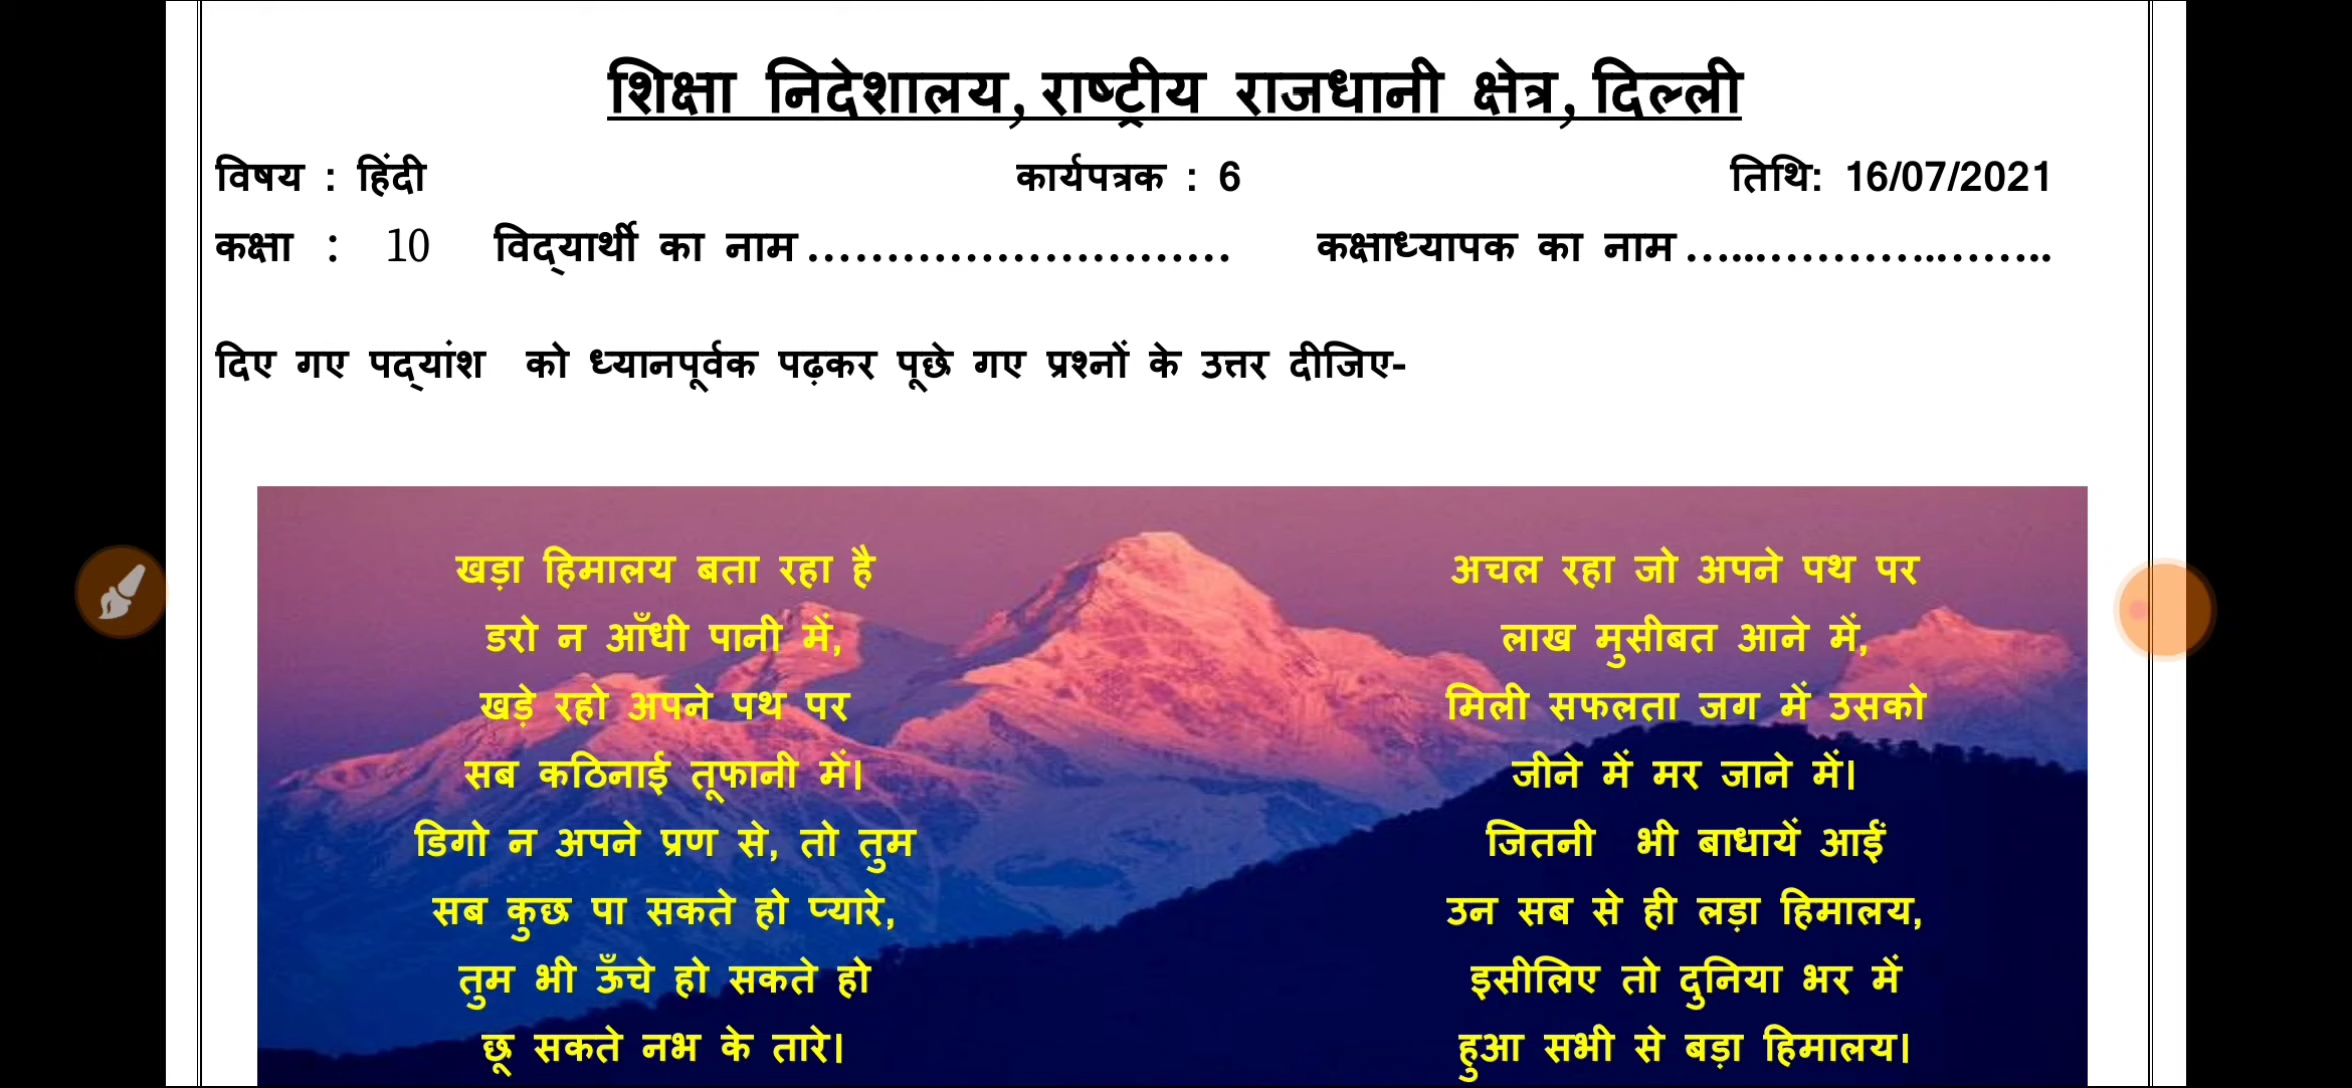 शिक्षा निदेशालय, राष्ट्रीय राजधानी क्षेत्र, दिल्ली
विषय : हिंदी कार्यपत्रक : 6 तिथि: 16/07/2021
कक्षा : 10 विद्‌यार्थी का नाम ........................... कक्षाध्यापक का नाम .........................
दिए गए पद्‌यांश को ध्यानपूर्वक पढ़कर पूछे गए प्रश्नों के उत्तर दीजिए-
खड़ा हिमालय बता रहा है
डरो न आँधी पानी में,
खड़े रहो अपने पथ पर
सब कठिनाई तूफानी में।
डिगो न अपने प्रण से, तो तुम
सब कुछ पा सकते हो प्यारे,
तुम भी ऊँचे हो सकते हो
छू सकते नभ के तारे।
अचल रहा जो अपने पथ पर
लाख मुसीबत आने में,
मिली सफलता जग में उसको
जीने में मर जाने में।
जितनी भी बाधायें आईं
उन सब से ही लड़ा हिमालय,
इसीलिए तो दुनिया भर में
हुआ सभी से बड़ा हिमालय।